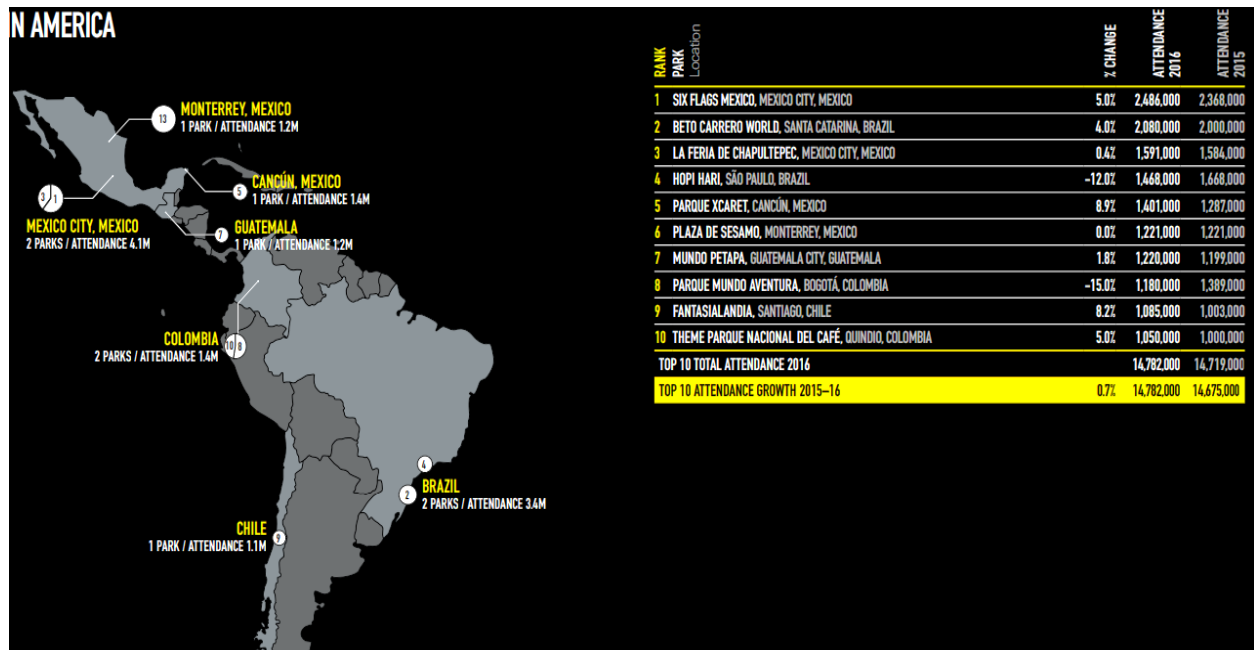 N AMERICA
MONTERREY, MEXICO
1 PARK / ATTENDANCE 1.2M
13
CANCÚN, MEXICO
1 PARK / ATTENDANCE 1.4M
5
3 1
MEXICO CITY, MEXICO
2 PARKS / ATTENDANCE 4.1M
7
GUATEMALA
1 PARK / ATTENDANCE 1.2M
COLOMBIA
2 PARKS / ATTENDANCE 1.4M
10 8
4
2
BRAZIL
2 PARKS / ATTENDANCE 3.4M
CHILE
1 PARK / ATTENDANCE 1.1M
9
RANK PARK Location % CHANGE ATTENDANCE 2016 ATTENDANCE 2015
1 SIX FLAGS MEXICO, MEXICO CITY, MEXICO 5.0% 2,486,000 2,368,000
2 BETO CARRERO WORLD, SANTA CATARINA, BRAZIL 4.0% 2,080,000 2,000,000
3 LA FERIA DE CHAPULTEPEC, MEXICO CITY, MEXICO 0.4% 1,591,000 1,584,000
4 HOPI HARI, SÃO PAULO, BRAZIL -12.0% 1,468,000 1,668,000
5 PARQUE XCARET, CANCÚN, MEXICO 8.9% 1,401,000 1,287,000
6 PLAZA DE SESAMO, MONTERREY, MEXICO 0.0% 1,221,000 1,221,000
7 MUNDO PETAPA, GUATEMALA CITY, GUATEMALA 1.8% 1,220,000 1,199,000
8 PARQUE MUNDO AVENTURA, BOGOTÁ, COLOMBIA -15.0% 1,180,000 1,389,000
9 FANTASIALANDIA, SANTIAGO, CHILE 8.2% 1,085,000 1,003,000
10 THEME PARQUE NACIONAL DEL CAFÉ, QUINDIO, COLOMBIA 5.0% 1,050,000 1,000,000
TOP 10 TOTAL ATTENDANCE 2016 14,782,000 14,719,000
TOP 10 ATTENDANCE GROWTH 2015–16 0.7% 14,782,000 14,675,000